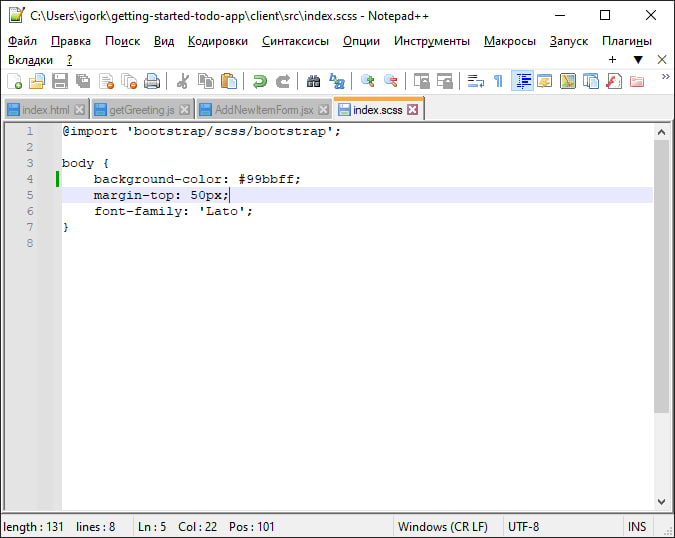 C:\Users\igork\getting-started-todo-app\client\src\index.scss - Notepad++
Файл Правка Поиск Вид Кодировки Синтаксисы Опции Инструменты Макросы Запуск Плагины
Вкладки ? + ▼ X
index.html getGreeting.js AddNewItemForm.jsx index.scss
1 @import 'bootstrap/scss/bootstrap';
2
3 body {
4 background-color: #99bbff;
5 margin-top: 50px;
6 font-family: 'Lato';
7 }
8
length : 131 lines : 8 Ln : 5 Col : 22 Pos : 101 Windows (CR LF) UTF-8 INS